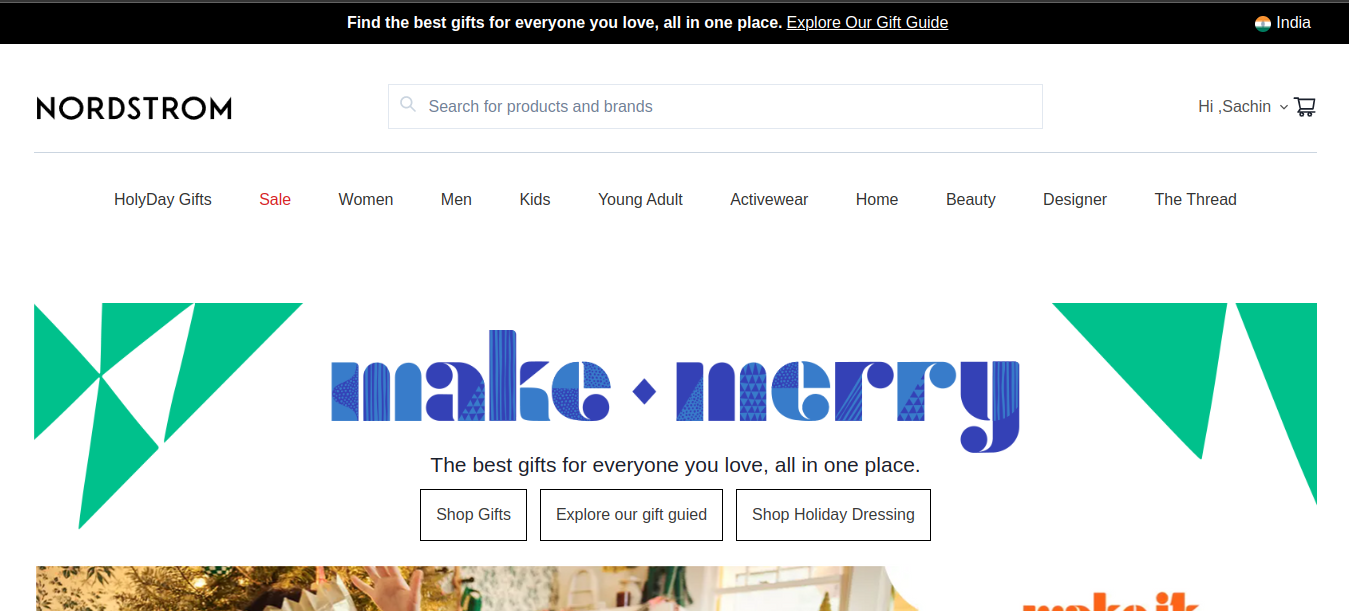 Find the best gifts for everyone you love, all in one place. Explore Our Gift Guide
India
NORDSTROM
Search for products and brands
Hi ,Sachin
HolyDay Gifts Sale Women Men Kids Young Adult Activewear Home Beauty Designer The Thread
make merry
The best gifts for everyone you love, all in one place.
Shop Gifts Explore our gift guied Shop Holiday Dressing
make it